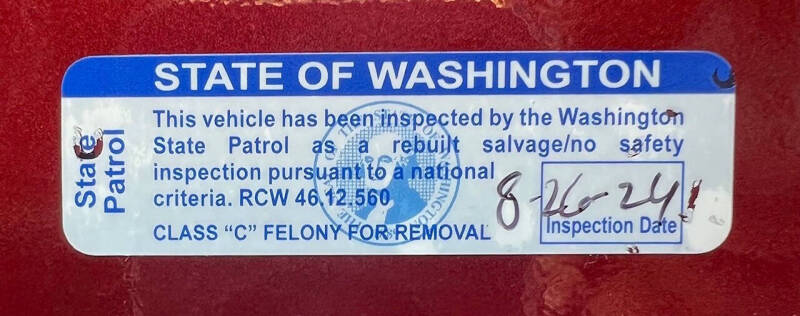 STATE OF WASHINGTON
State
Patrol
This vehicle has been inspected by the Washington
State Patrol as a rebuilt salvage/no safety
inspection pursuant to a national
criteria. RCW 46.12.560
8-26-24
CLASS “C” FELONY FOR REMOVAL
Inspection Date